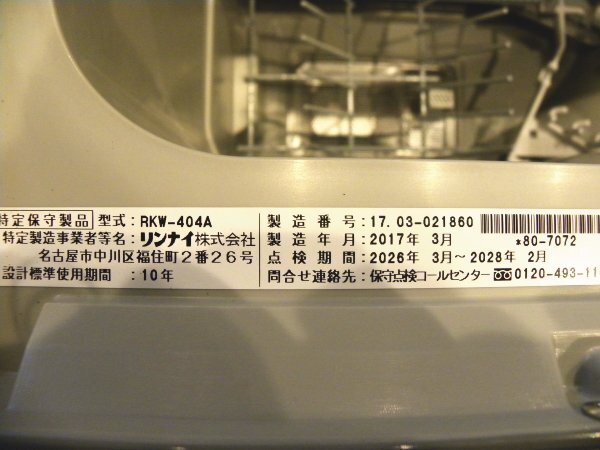 特定保守製品 型式:RKW-404A
特定製造事業者等名:リンナイ株式会社
名古屋市中川区福住町2番26号
設計標準使用期間:10年
製造番号:17.03-021860
製造年月:2017年 3月 *80-7072
点検期間:2026年 3月~2028年 2月
問合せ連絡先:保守点検コールセンター 0120-493-11